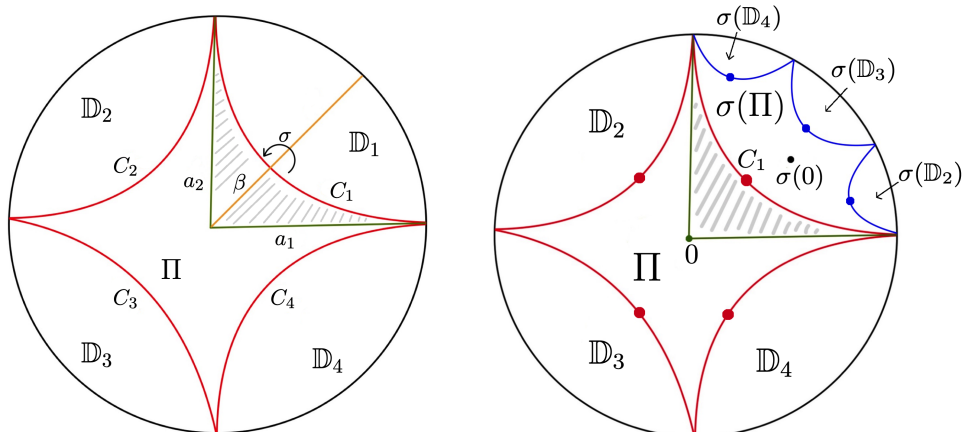 𝔻₂
𝔻₁
σ
C₂
a₂
β
C₁
a₁
Π
C₃
C₄
𝔻₃
𝔻₄
σ(𝔻₄)
σ(𝔻₃)
σ(Π)
𝔻₂
C₁
σ(0)
σ(𝔻₂)
0
Π
𝔻₃
𝔻₄